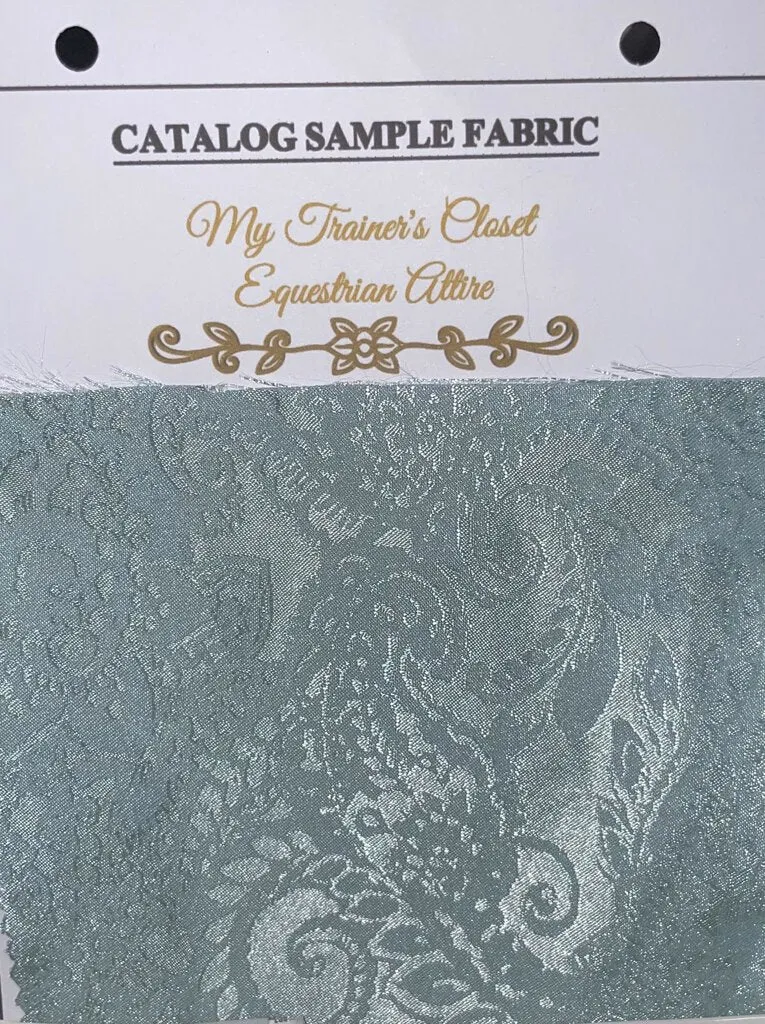 CATALOG SAMPLE FABRIC
My Trainer's Closet
Equestrian Attire